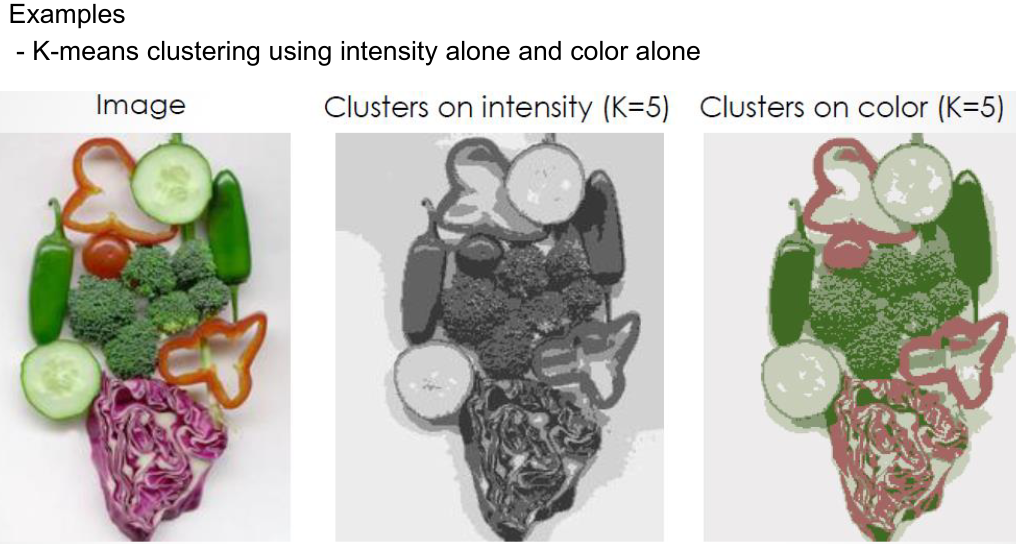 Examples
- K-means clustering using intensity alone and color alone
Image
Clusters on intensity (K=5)
Clusters on color (K=5)